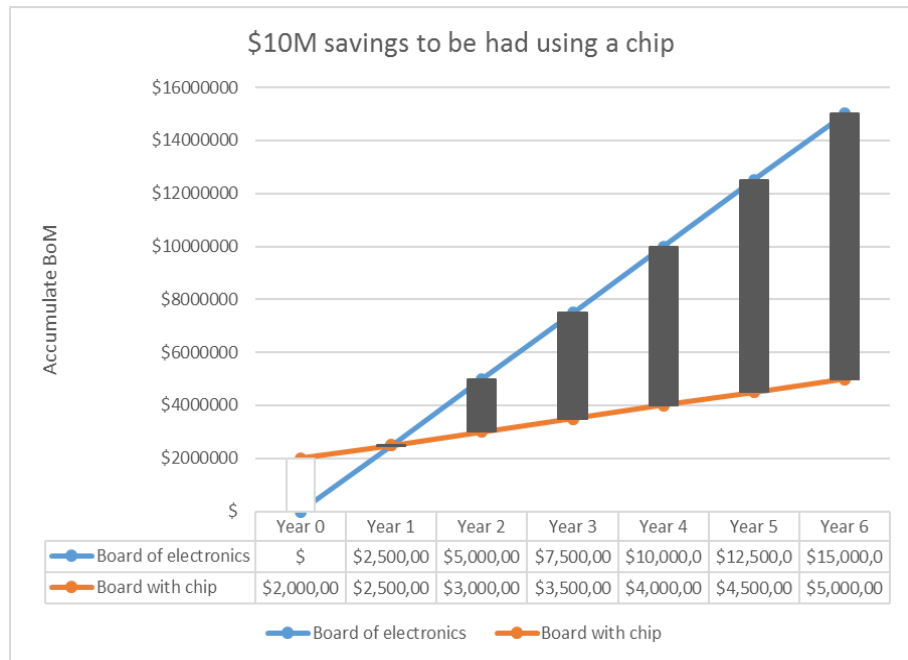 $10M savings to be had using a chip
Accumulate BoM
$16000000
$14000000
$12000000
$10000000
$8000000
$6000000
$4000000
$2000000
$
Year 0 Year 1 Year 2 Year 3 Year 4 Year 5 Year 6
Board of electronics $ $2,500,00 $5,000,00 $7,500,00 $10,000,0 $12,500,0 $15,000,0
Board with chip $2,000,00 $2,500,00 $3,000,00 $3,500,00 $4,000,00 $4,500,00 $5,000,00
Board of electronics Board with chip